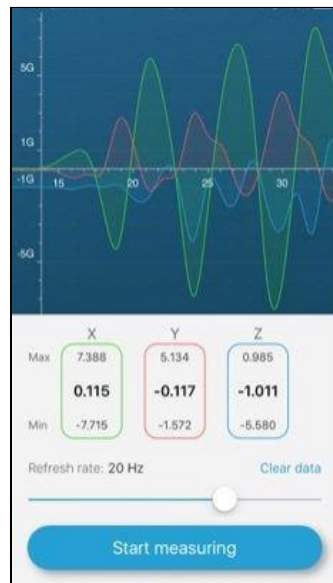 5G
1G
-1G
15 20 25 30
-5G
X Y Z
Max 7.388 5.134 0.985
0.115 -0.117 -1.011
Min -7.715 -1.572 -5.580
Refresh rate: 20 Hz Clear data
Start measuring